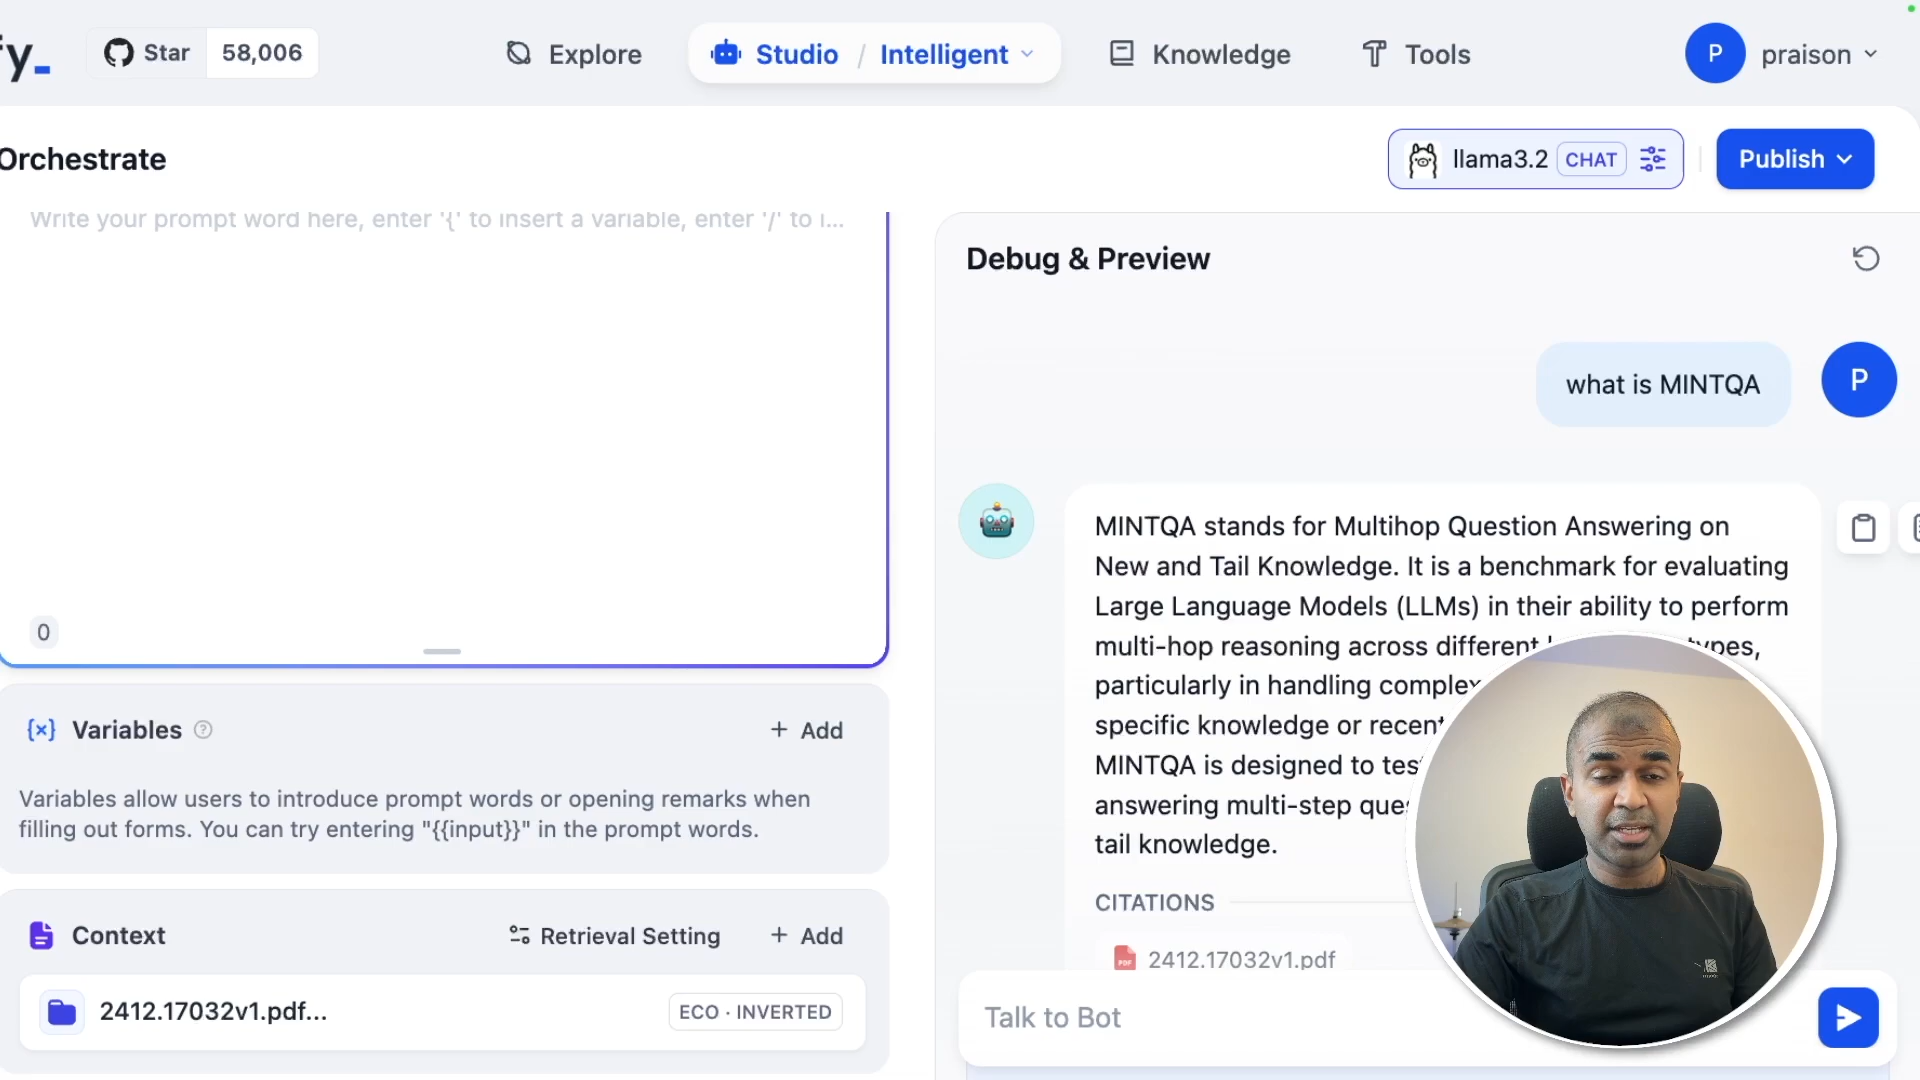 fy_
Star 58,006
Explore
Studio / Intelligent
Knowledge
Tools
P praison
Orchestrate
llama3.2 CHAT
Publish
Write your prompt word here, enter '{' to insert a variable, enter '/' to i...
0
Variables
+ Add
Variables allow users to introduce prompt words or opening remarks when
filling out forms. You can try entering "{{input}}" in the prompt words.
Context
Retrieval Setting
+ Add
2412.17032v1.pdf...
ECO · INVERTED
Debug & Preview
what is MINTQA
P
MINTQA stands for Multihop Question Answering on
New and Tail Knowledge. It is a benchmark for evaluating
Large Language Models (LLMs) in their ability to perform
multi-hop reasoning across different
particularly in handling complex
specific knowledge or recent
MINTQA is designed to test
answering multi-step
tail knowledge.
CITATIONS
PDF 2412.17032v1.pdf
Talk to Bot